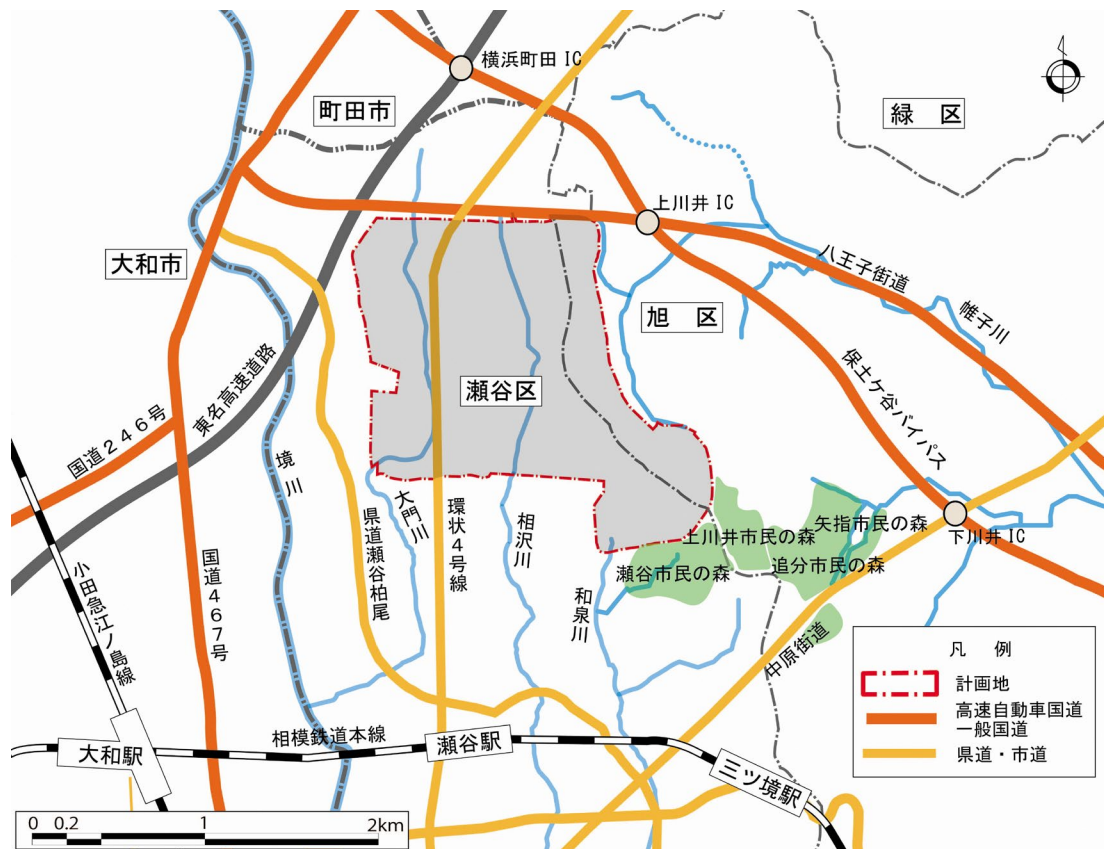 横浜町田 IC
町田市
緑 区
上川井 IC
大和市
八王子街道
帷子川
旭 区
瀬谷区
東名高速道路
国道246号
保土ケ谷バイパス
境川
大門川
県道瀬谷柏尾
環状4号線
相沢川
和泉川
上川井市民の森
矢指市民の森
瀬谷市民の森
追分市民の森
下川井 IC
中原街道
国道467号
小田急江ノ島線
相模鉄道本線
大和駅
瀬谷駅
三ツ境駅
凡 例
計画地
高速自動車国道
一般国道
県道・市道
0 0.2 1 2km